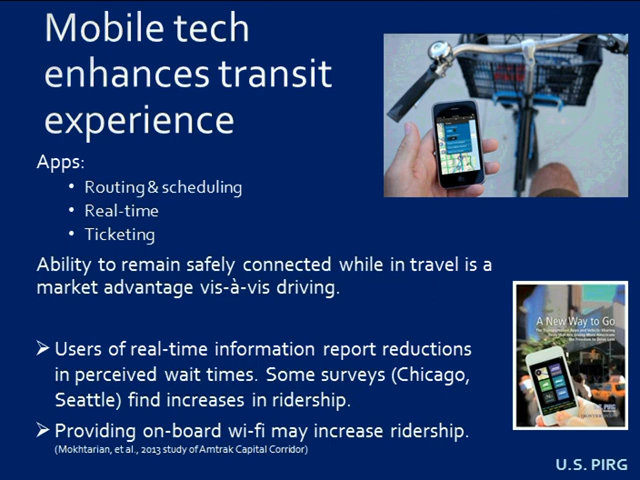 Mobile tech
enhances transit
experience
Apps:
• Routing & scheduling
• Real-time
• Ticketing
Ability to remain safely connected while in travel is a
market advantage vis-à-vis driving.
➢ Users of real-time information report reductions
in perceived wait times. Some surveys (Chicago,
Seattle) find increases in ridership.
➢ Providing on-board wi-fi may increase ridership.
(Mokhtarian, et al., 2013 study of Amtrak Capital Corridor)
A New Way to Go
U.S. PIRG